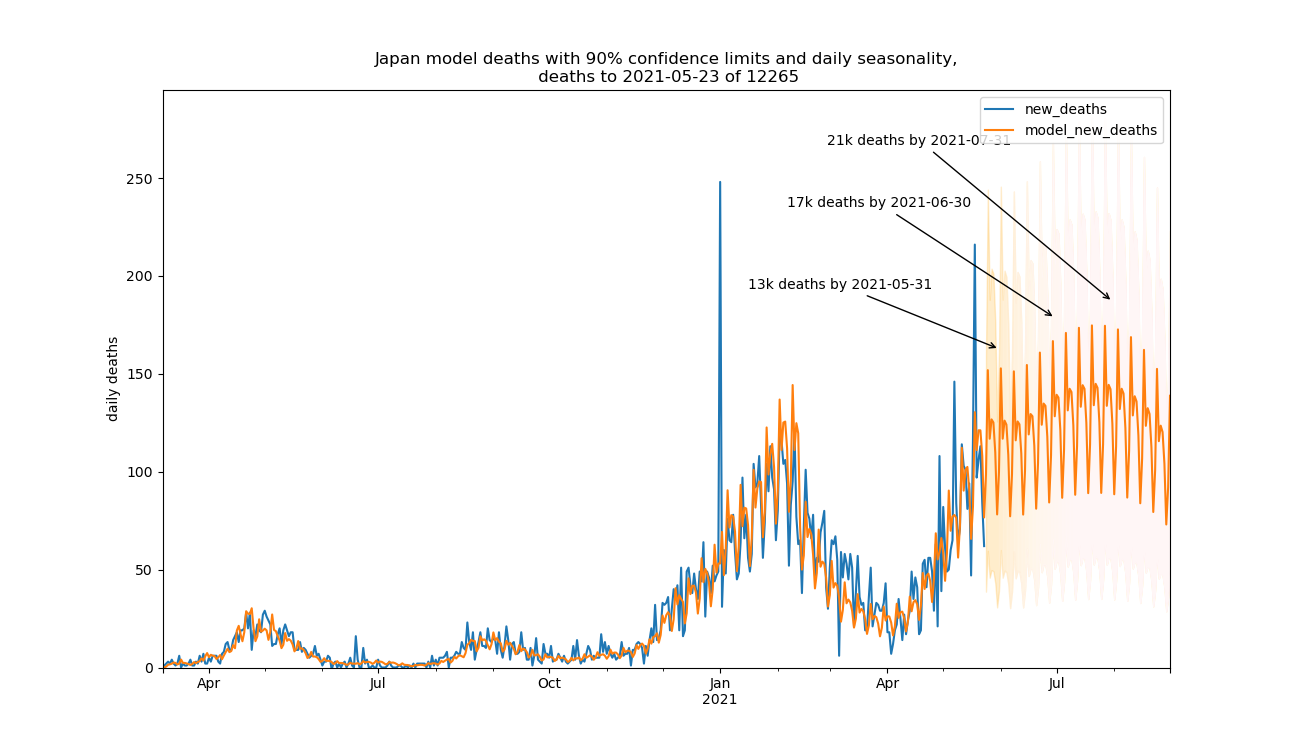 Japan model deaths with 90% confidence limits and daily seasonality,
deaths to 2021-05-23 of 12265
new_deaths
model_new_deaths
21k deaths by 2021-07-31
17k deaths by 2021-06-30
13k deaths by 2021-05-31
daily deaths
250
200
150
100
50
0
Apr
Jul
Oct
Jan
2021
Apr
Jul